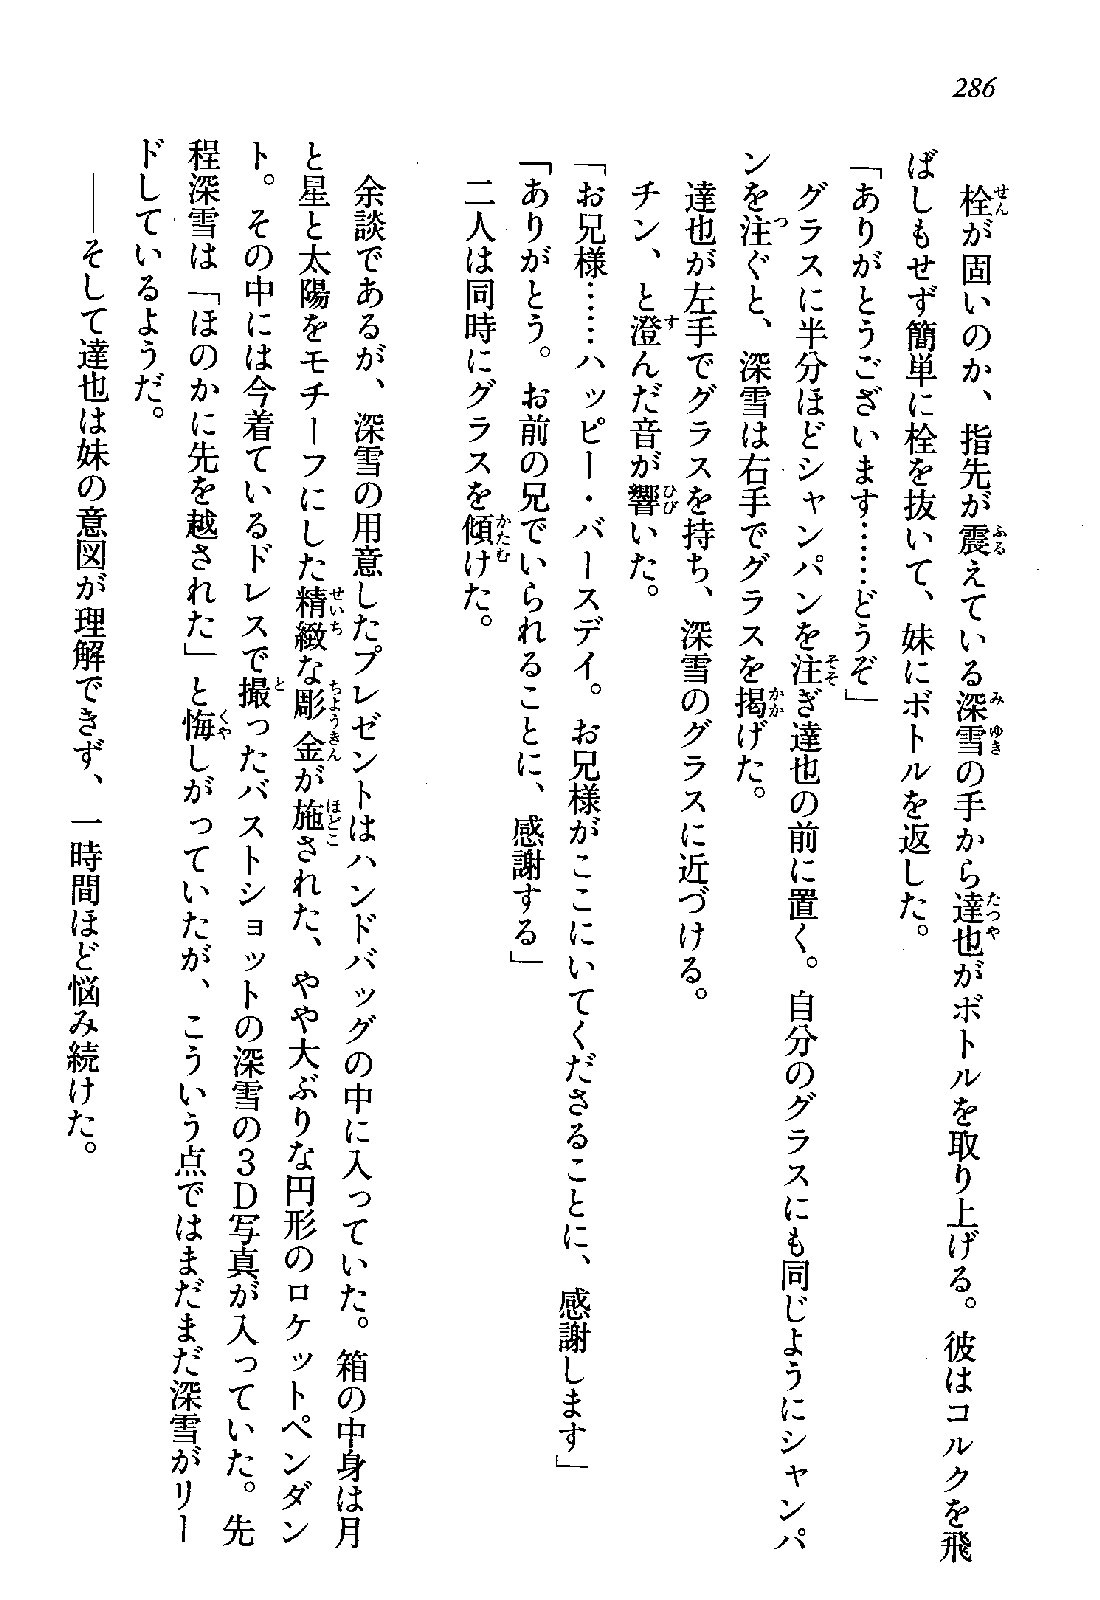 286
栓が固いのか、指先が震えている深雪の手から達也がボトルを取り上げる。彼はコルクを飛
ばしもせず簡単に栓を抜いて、妹にボトルを返した。
「ありがとうございます……どうぞ」
グラスに半分ほどシャンパンを注ぎ達也の前に置く。自分のグラスにも同じようにシャンパ
ンを注ぐと、深雪は右手でグラスを掲げた。
達也が左手でグラスを持ち、深雪のグラスに近づける。
チン、と澄んだ音が響いた。
「お兄様……ハッピー・バースデイ。お兄様がここにいてくださることに、感謝します」
「ありがとう。お前の兄でいられることに、感謝する」
二人は同時にグラスを傾けた。
余談であるが、深雪の用意したプレゼントはハンドバッグの中に入っていた。箱の中身は月
と星と太陽をモチーフにした精緻な彫金が施された、やや大ぶりな円形のロケットペンダン
ト。その中には今着ているドレスで撮ったバストショットの深雪の３Ｄ写真が入っていた。先
程深雪は「ほのかに先を越された」と悔しがっていたが、こういう点ではまだまだ深雪がリー
ドしているようだ。
――そして達也は妹の意図が理解できず、一時間ほど悩み続けた。